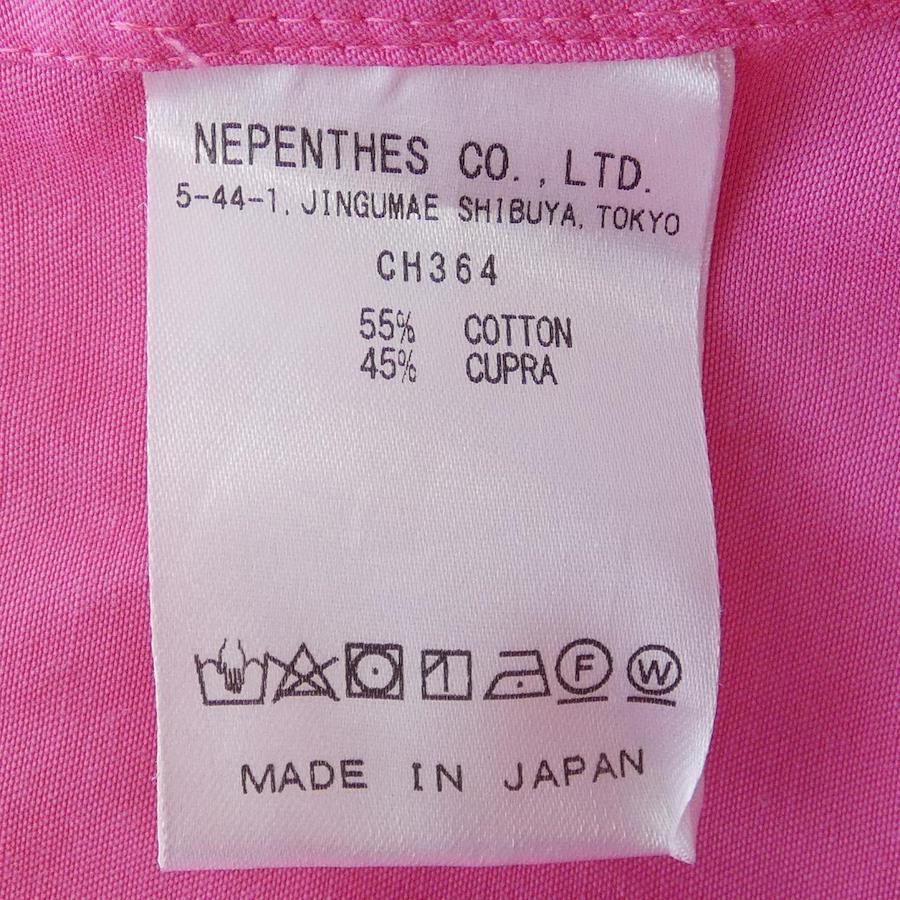 NEPENTHES CO., LTD.
5-44-1, JINGUMAE SHIBUYA, TOKYO
CH364
55% COTTON
45% CUPRA
F W
MADE IN JAPAN